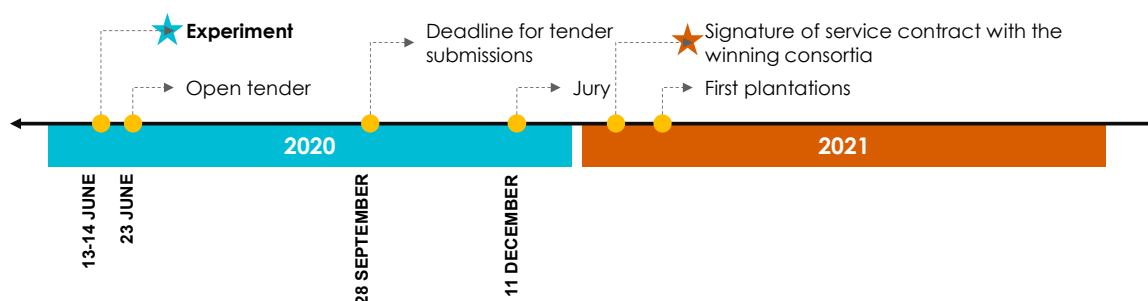 Experiment
Deadline for tender
submissions
Signature of service contract with the
winning consortia
Open tender
Jury
First plantations
2020
2021
13-14 JUNE
23 JUNE
28 SEPTEMBER
11 DECEMBER